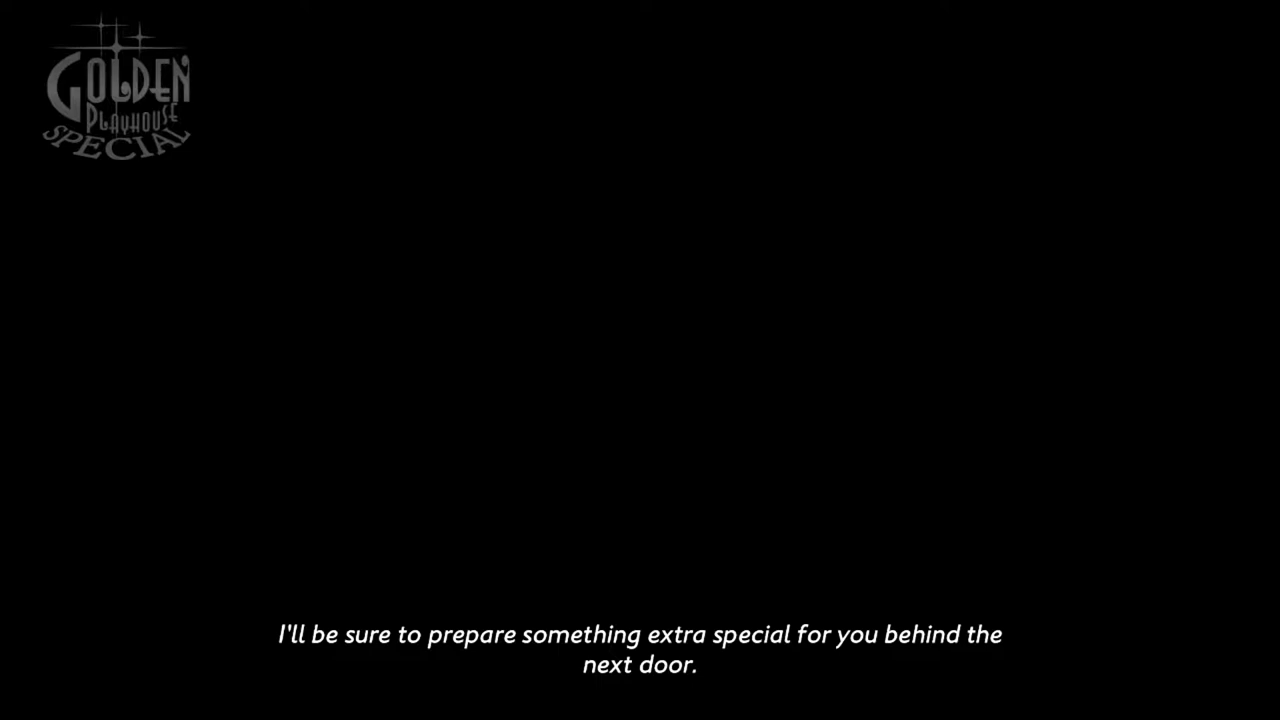 GOLDEN
PLAYHOUSE
SPECIAL
I'll be sure to prepare something extra special for you behind the
next door.